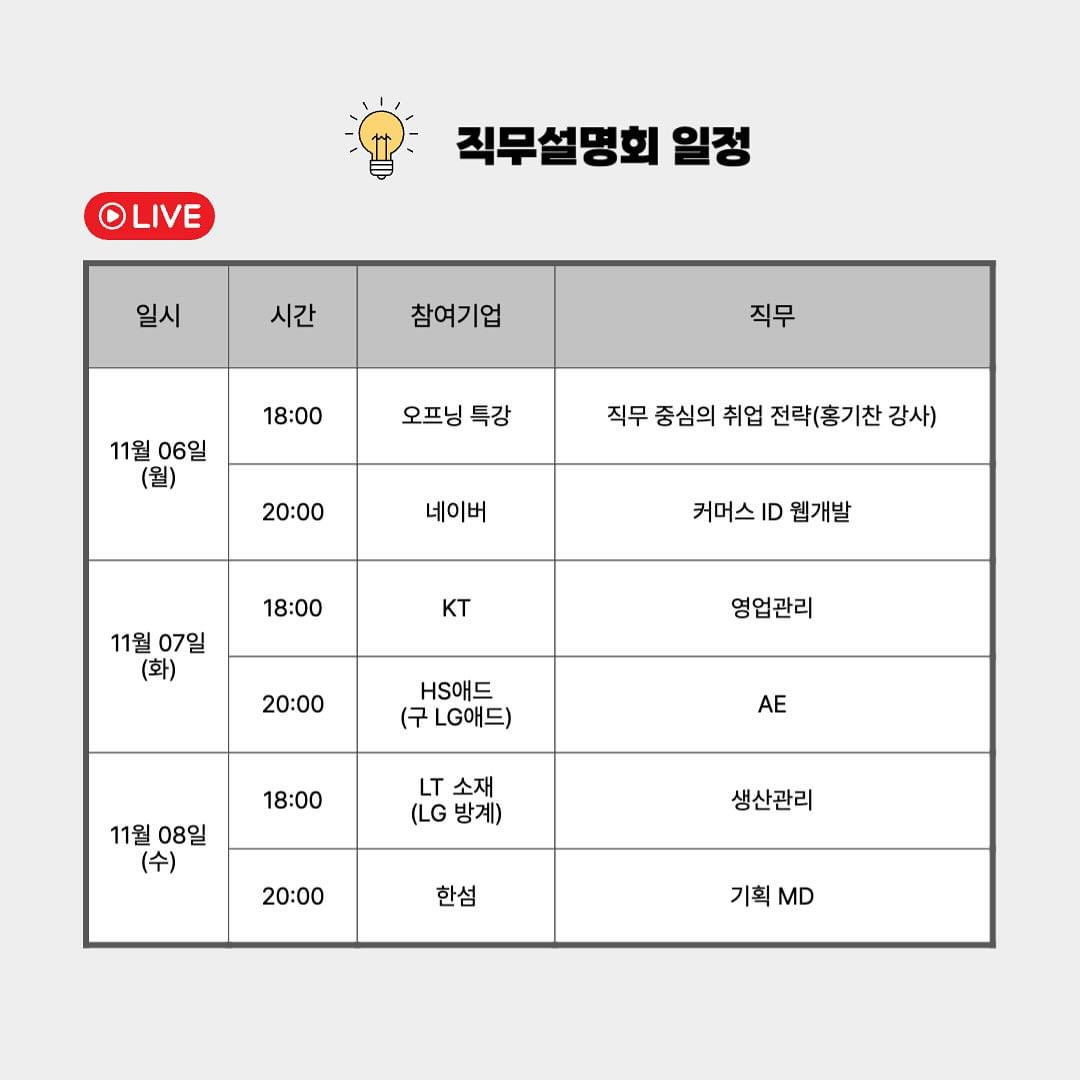 직무설명회 일정
LIVE
일시 시간 참여기업 직무
11월 06일
(월)
18:00 오프닝 특강 직무 중심의 취업 전략(홍기찬 강사)
20:00 네이버 커머스 ID 웹개발
11월 07일
(화)
18:00 KT 영업관리
20:00 HS애드
(구 LG애드)
AE
11월 08일
(수)
18:00 LT 소재
(LG 방계)
생산관리
20:00 한섬 기획 MD